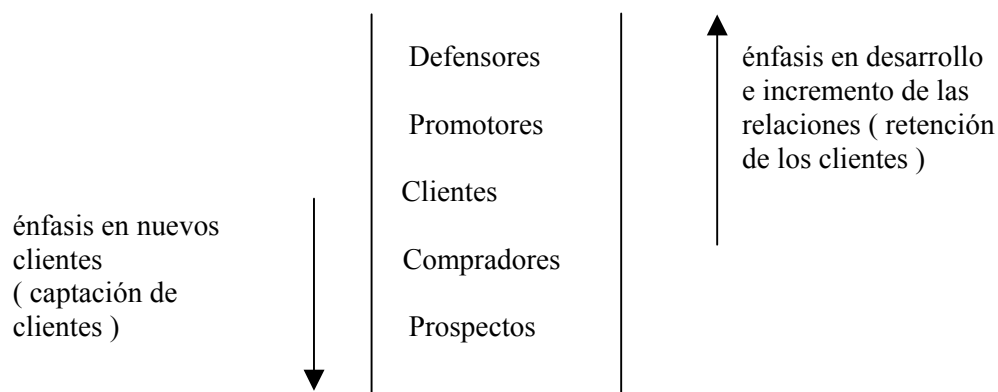 Defensores
Promotores
Clientes
Compradores
Prospectos
énfasis en desarrollo
e incremento de las
relaciones ( retención
de los clientes )
énfasis en nuevos
clientes
( captación de
clientes )